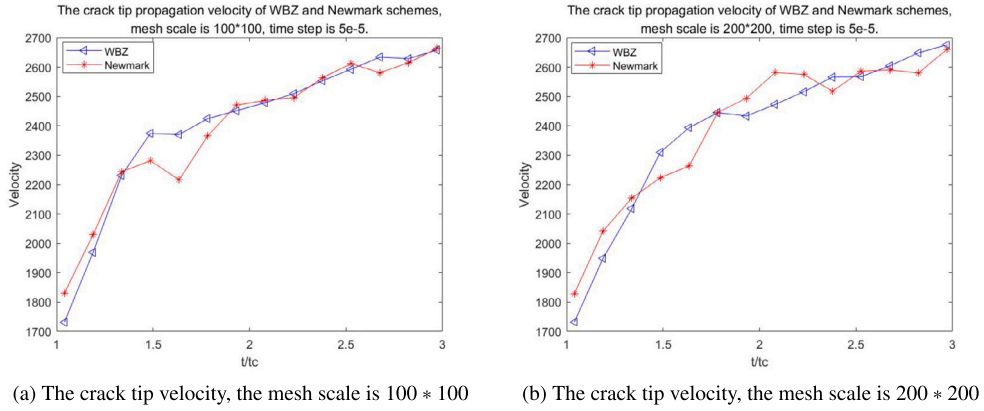 The crack tip propagation velocity of WBZ and Newmark schemes,
mesh scale is 100*100, time step is 5e-5.
2700
2600
2500
2400
2300
2200
2100
2000
1900
1800
1700
Velocity
WBZ
Newmark
1
1.5
2
2.5
3
t/tc
(a) The crack tip velocity, the mesh scale is 100 ∗ 100
The crack tip propagation velocity of WBZ and Newmark schemes,
mesh scale is 200*200, time step is 5e-5.
2700
2600
2500
2400
2300
2200
2100
2000
1900
1800
1700
Velocity
WBZ
Newmark
1
1.5
2
2.5
3
t/tc
(b) The crack tip velocity, the mesh scale is 200 ∗ 200